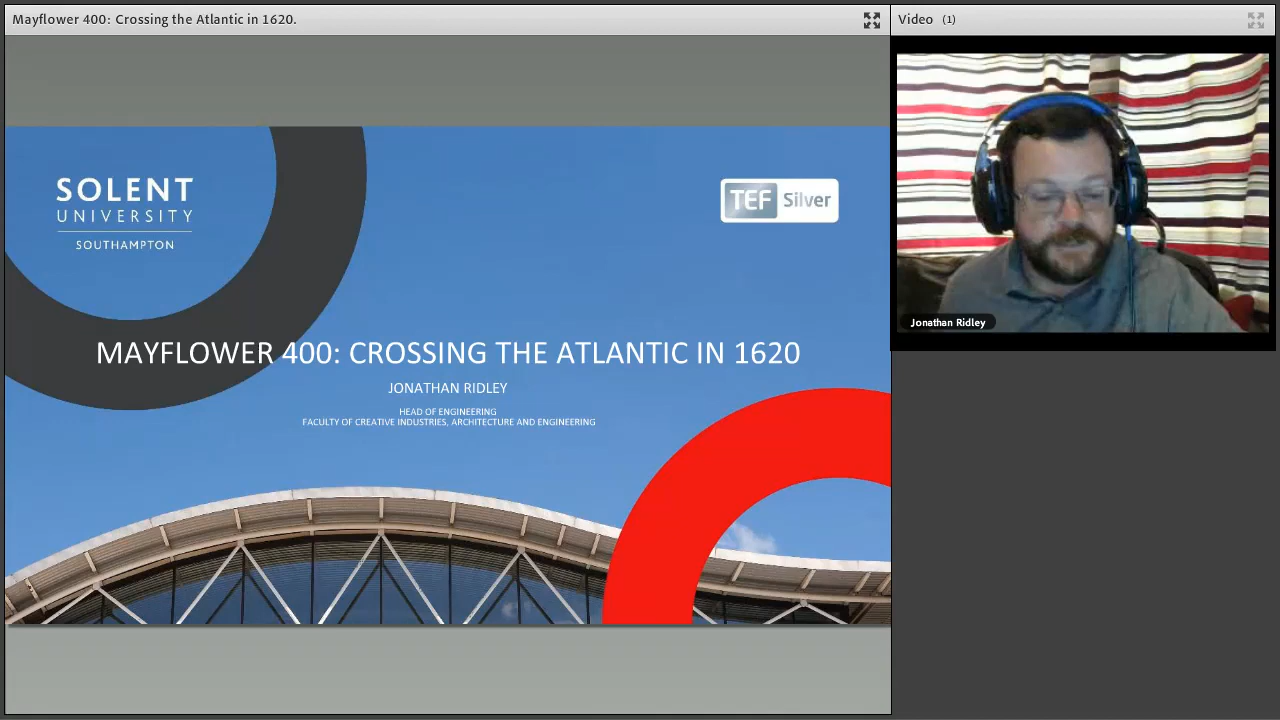 Mayflower 400: Crossing the Atlantic in 1620.
Video (1)
SOLENT
UNIVERSITY
SOUTHAMPTON
TEF Silver
MAYFLOWER 400: CROSSING THE ATLANTIC IN 1620
JONATHAN RIDLEY
HEAD OF ENGINEERING
FACULTY OF CREATIVE INDUSTRIES, ARCHITECTURE AND ENGINEERING
Jonathan Ridley